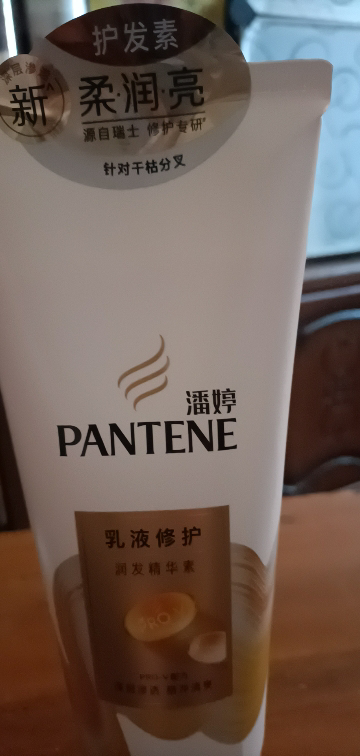 护发素
新
柔·润·亮
源自瑞士 修护专研
针对干枯分叉
潘婷
PANTENE
乳液修护
润发精华素
PRO-V